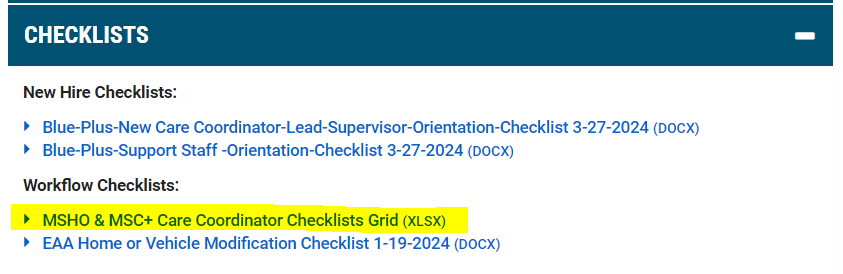 CHECKLISTS
New Hire Checklists:
Blue-Plus-New Care Coordinator-Lead-Supervisor-Orientation-Checklist 3-27-2024 (DOCX)
Blue-Plus-Support Staff -Orientation-Checklist 3-27-2024 (DOCX)
Workflow Checklists:
MSHO & MSC+ Care Coordinator Checklists Grid (XLSX)
EAA Home or Vehicle Modification Checklist 1-19-2024 (DOCX)